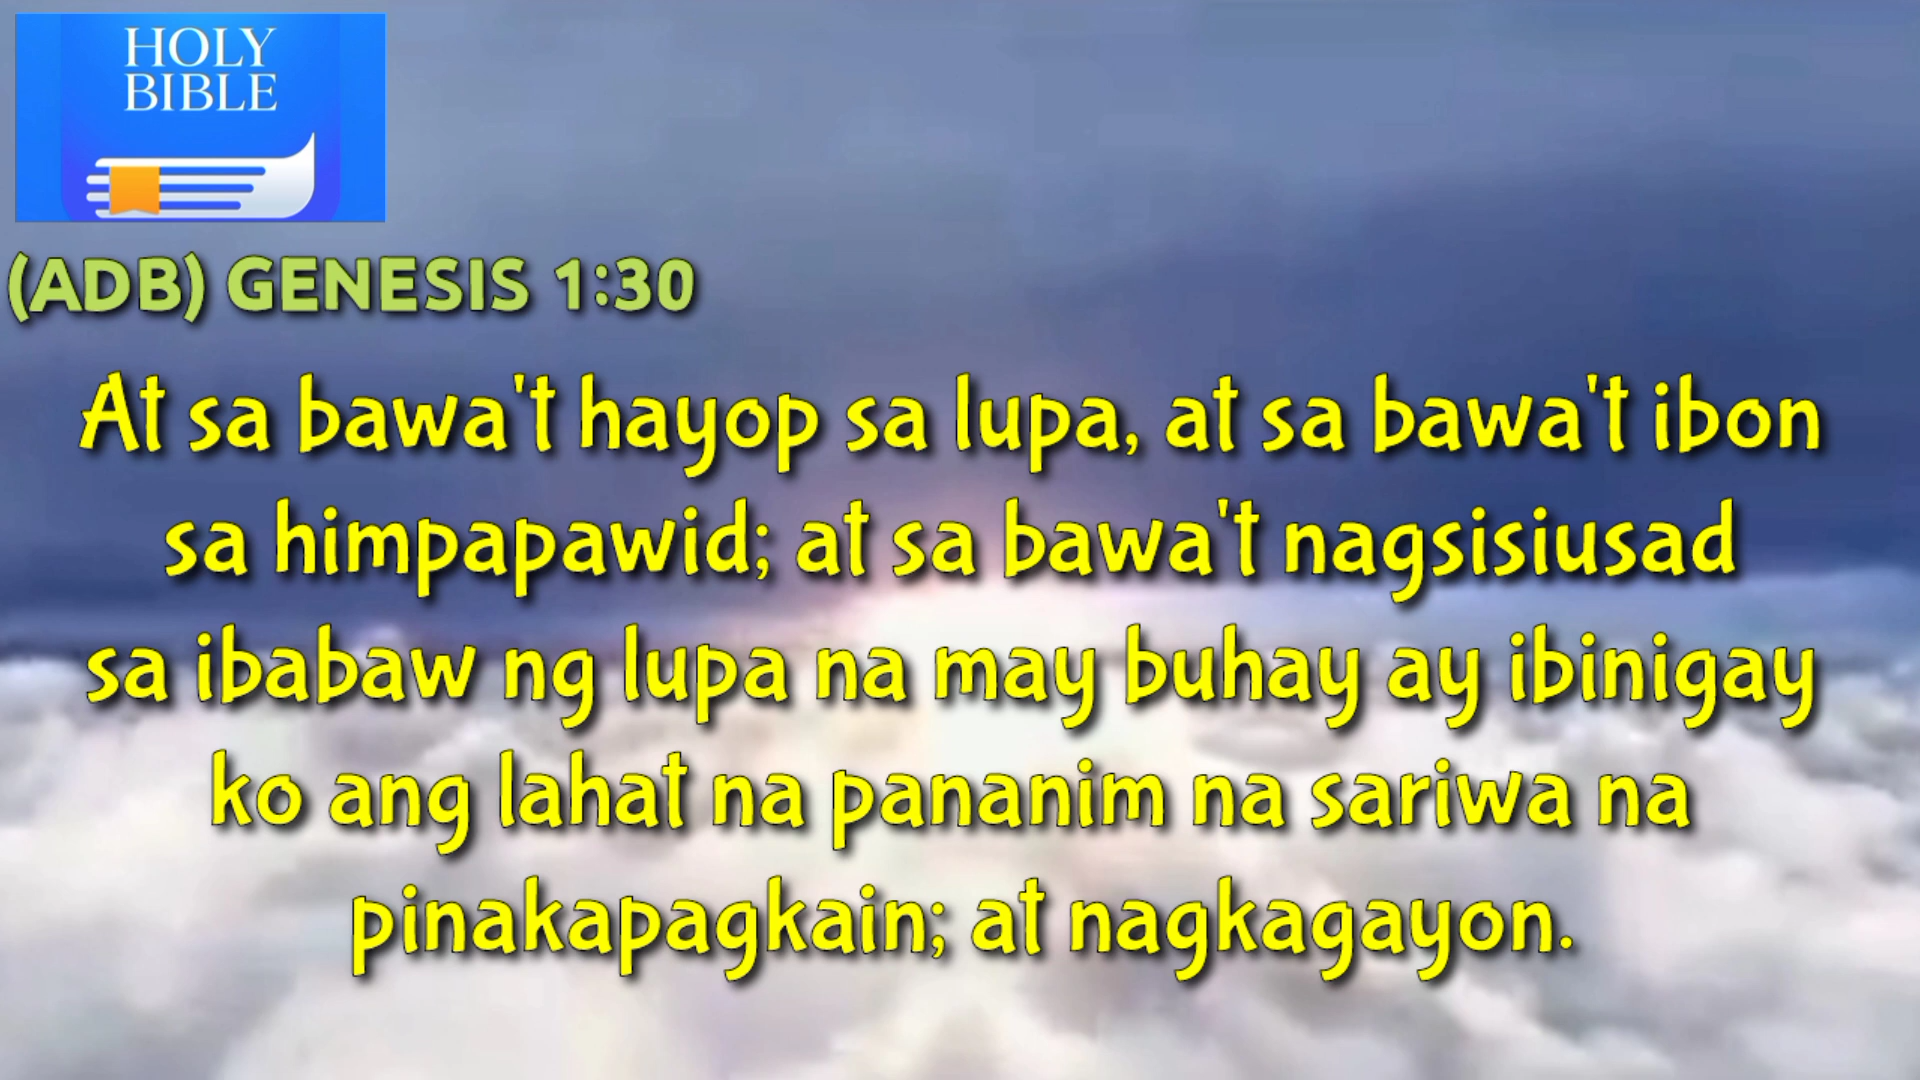 HOLY
BIBLE
(ADB) GENESIS 1:30
At sa bawa't hayop sa lupa, at sa bawa't ibon
sa himpapawid; at sa bawa't nagsisiusad
sa ibabaw ng lupa na may buhay ay ibinigay
ko ang lahat na pananim na sariwa na
pinakapagkain; at nagkagayon.